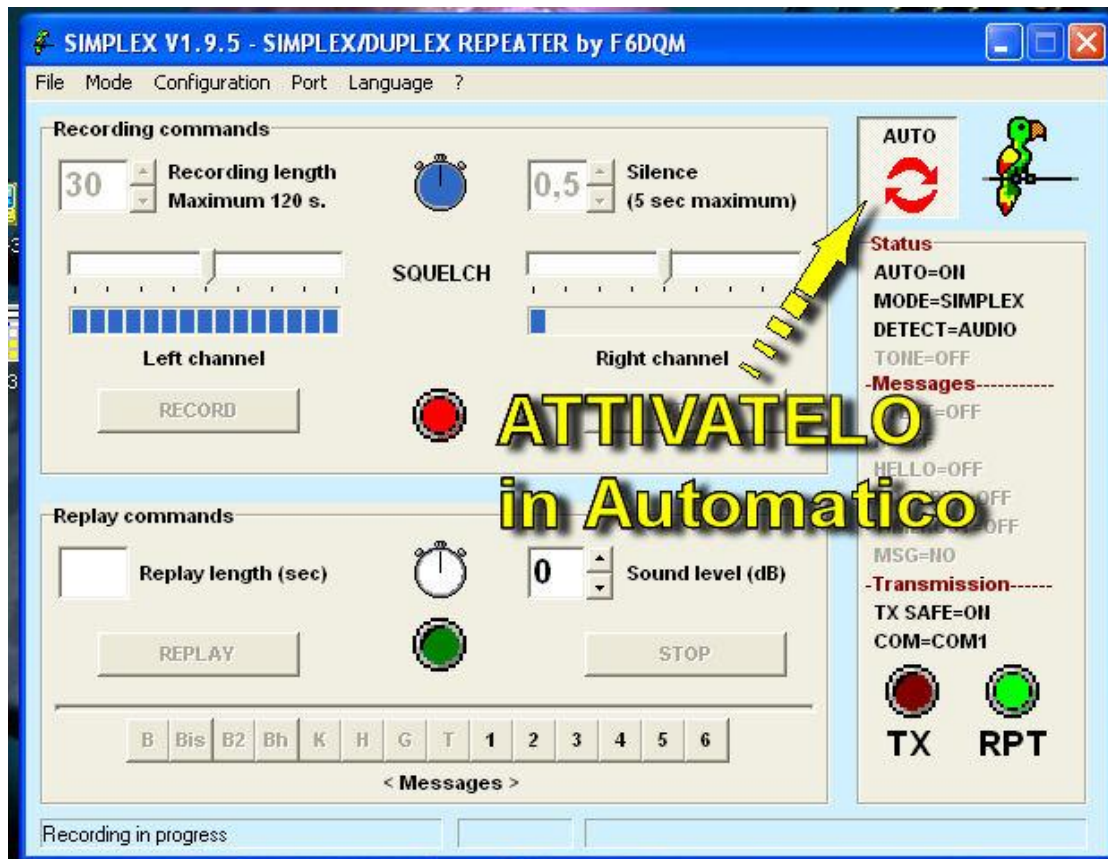 SIMPLEX V1.9.5 - SIMPLEX/DUPLEX REPEATER by F6DQM
File Mode Configuration Port Language ?
Recording commands
30
Recording length
Maximum 120 s.
0,5
Silence
(5 sec maximum)
SQUELCH
Left channel
Right channel
RECORD
ATTIVATELO
in Automatico
Replay commands
Replay length (sec)
0
Sound level (dB)
REPLAY
STOP
B Bis B2 Bh K H G T 1 2 3 4 5 6
< Messages >
AUTO
Status
AUTO=ON
MODE=SIMPLEX
DETECT=AUDIO
TONE=OFF
-Messages-----------
=OFF
HELLO=OFF
=OFF
MSG=NO
-Transmission------
TX SAFE=ON
COM=COM1
TX RPT
Recording in progress